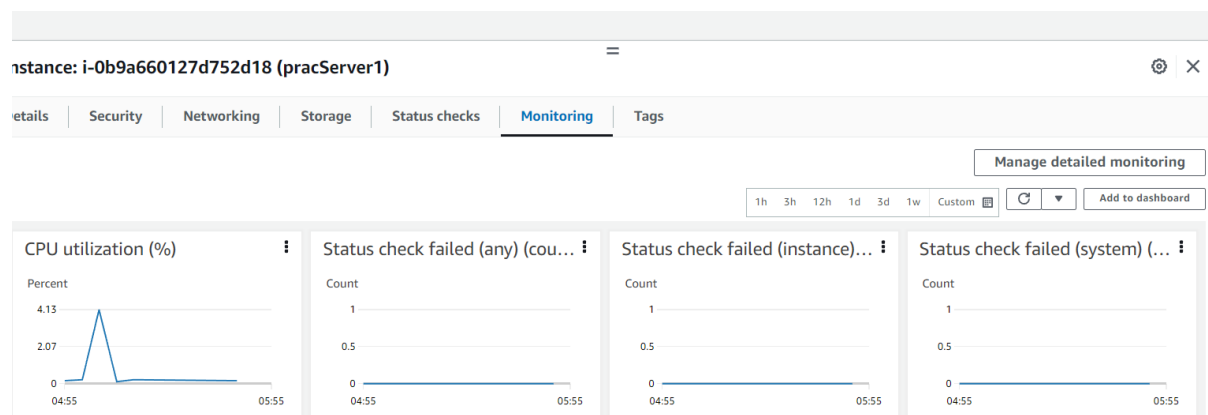 nstance: i-0b9a660127d752d18 (pracServer1)
etails Security Networking Storage Status checks Monitoring Tags
Manage detailed monitoring
1h 3h 12h 1d 3d 1w Custom Add to dashboard
CPU utilization (%) Status check failed (any) (cou... Status check failed (instance)... Status check failed (system) (...
Percent Count Count Count
4.13 1 1 1
2.07 0.5 0.5 0.5
0 0 0 0
04:55 05:55 04:55 05:55 04:55 05:55 04:55 05:55